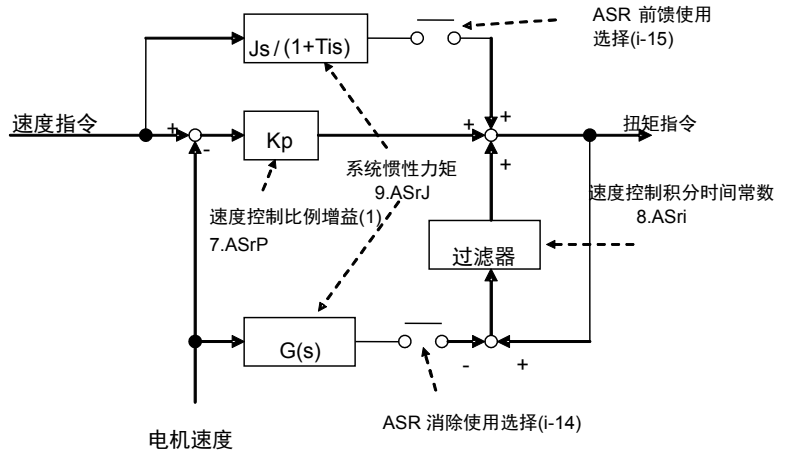 ASR 前馈使用
选择(i-15)
Js / (1+Tis)
速度指令
+
-
Kp
+
+
+
扭矩指令
系统惯性力矩
9.ASrJ
速度控制积分时间常数
8.ASri
速度控制比例增益(1)
7.ASrP
过滤器
G(s)
-
+
ASR 消除使用选择(i-14)
电机速度